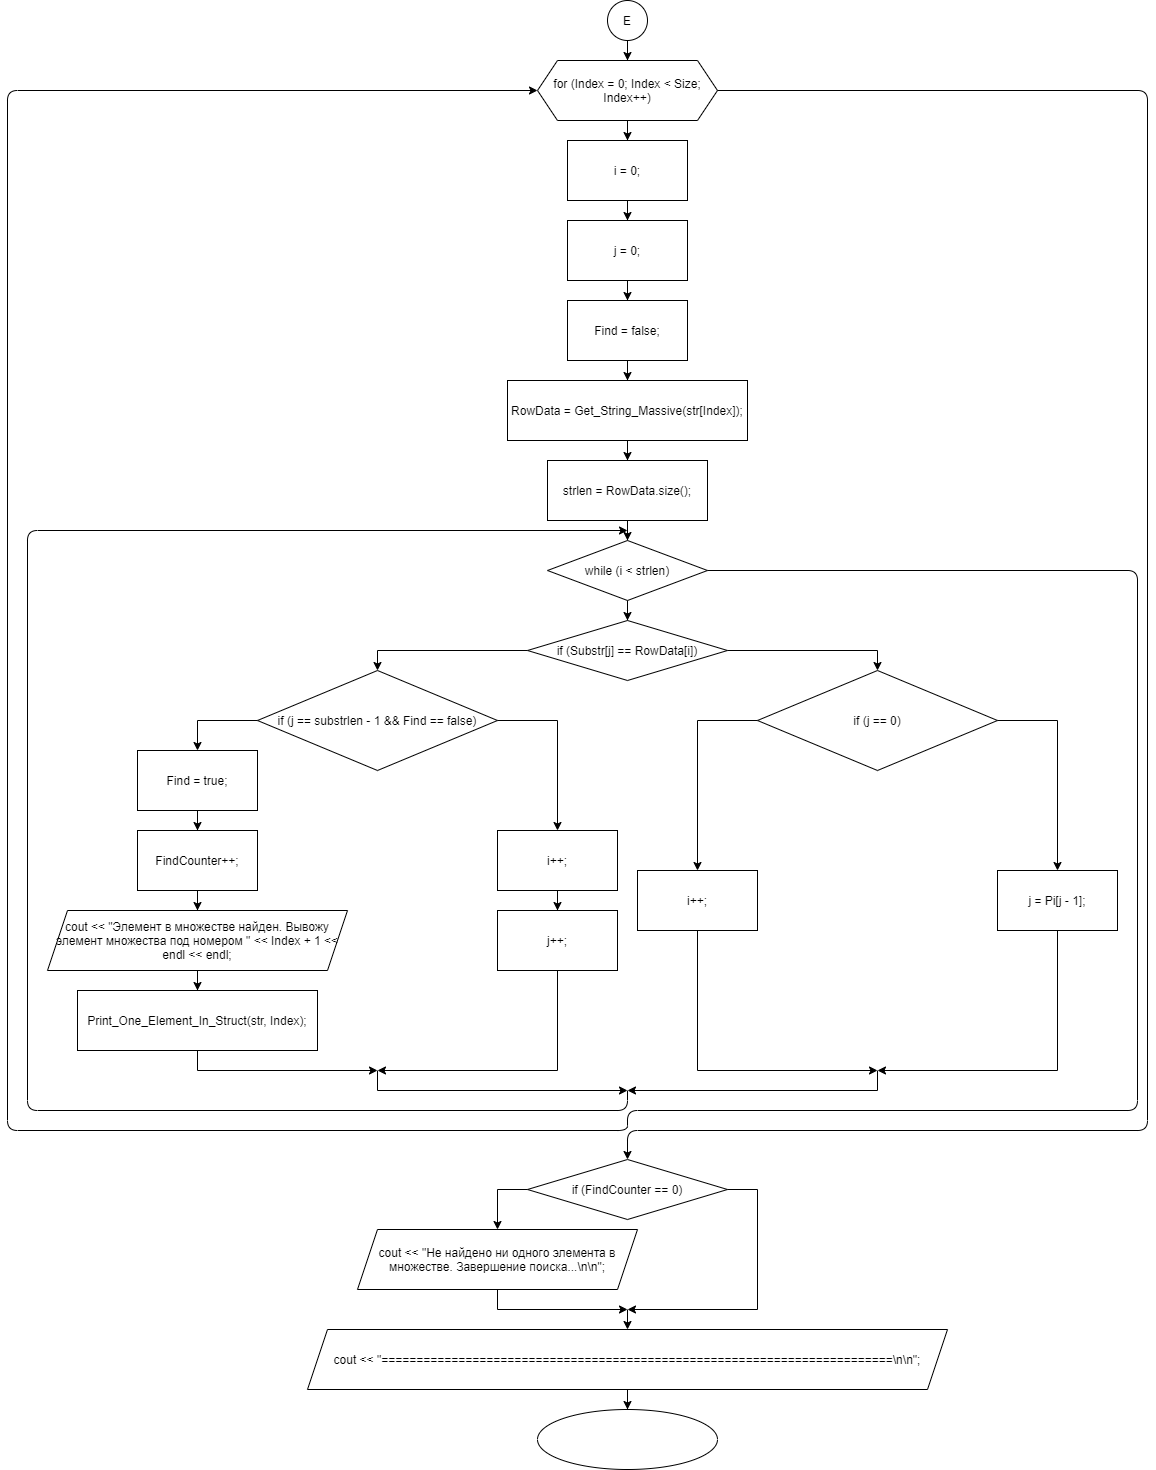 E
for (Index = 0; Index < Size;
Index++)
i = 0;
j = 0;
Find = false;
RowData = Get_String_Massive(str[Index]);
strlen = RowData.size();
while (i < strlen)
if (Substr[j] == RowData[i])
if (j == substrlen - 1 && Find == false)
if (j == 0)
Find = true;
FindCounter++;
i++;
i++;
j = Pi[j - 1];
cout << "Элемент в множестве найден. Вывожу
элемент множества под номером " << Index + 1 <<
endl << endl;
j++;
Print_One_Element_In_Struct(str, Index);
if (FindCounter == 0)
cout << "Не найдено ни одного элемента в
множестве. Завершение поиска...\n\n";
cout << "=========================================================================\n\n";